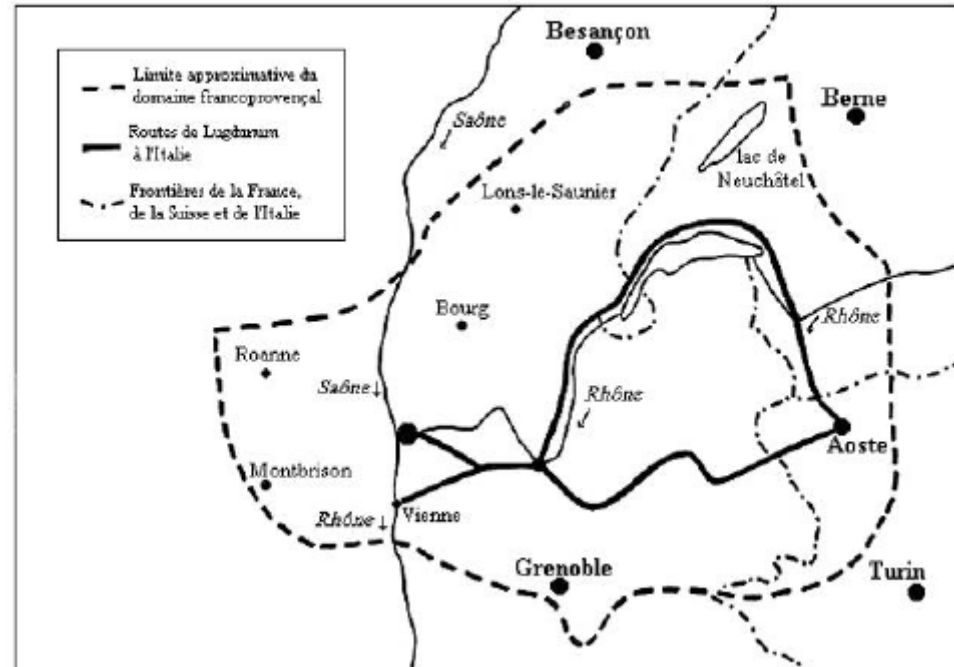 Limite approximative du
domaine francoprovençal
Routes de Lugdunum
à l'Italie
Frontières de la France,
de la Suisse et de l'Italie
Besançon
Saône
Berne
lac de
Neuchâtel
Lons-le-Saunier
Bourg
Rhône
Roanne
Saône
Rhône
Aoste
Montbrison
Vienne
Rhône
Grenoble
Turin